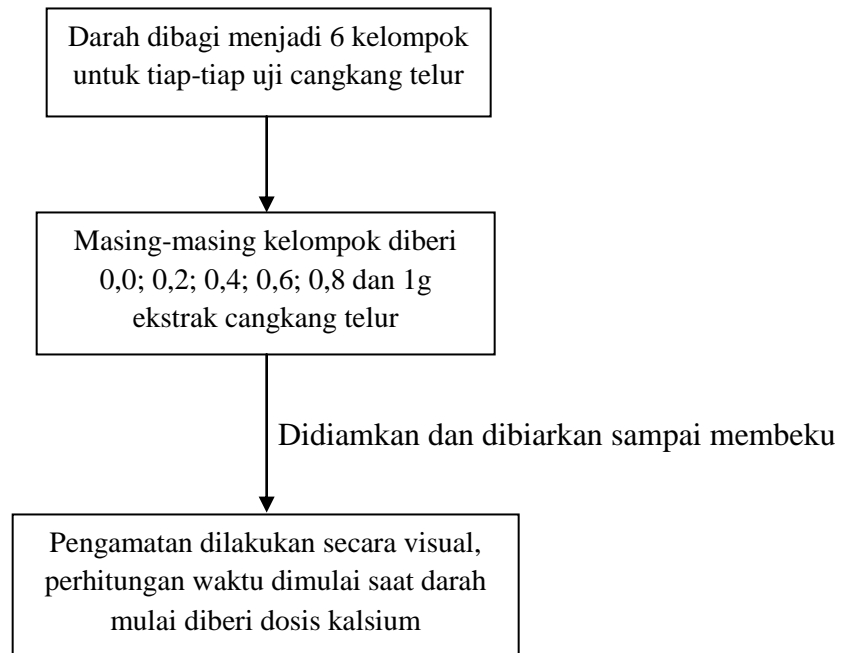 Darah dibagi menjadi 6 kelompok
untuk tiap-tiap uji cangkang telur
Masing-masing kelompok diberi
0,0; 0,2; 0,4; 0,6; 0,8 dan 1g
ekstrak cangkang telur
Didiamkan dan dibiarkan sampai membeku
Pengamatan dilakukan secara visual,
perhitungan waktu dimulai saat darah
mulai diberi dosis kalsium